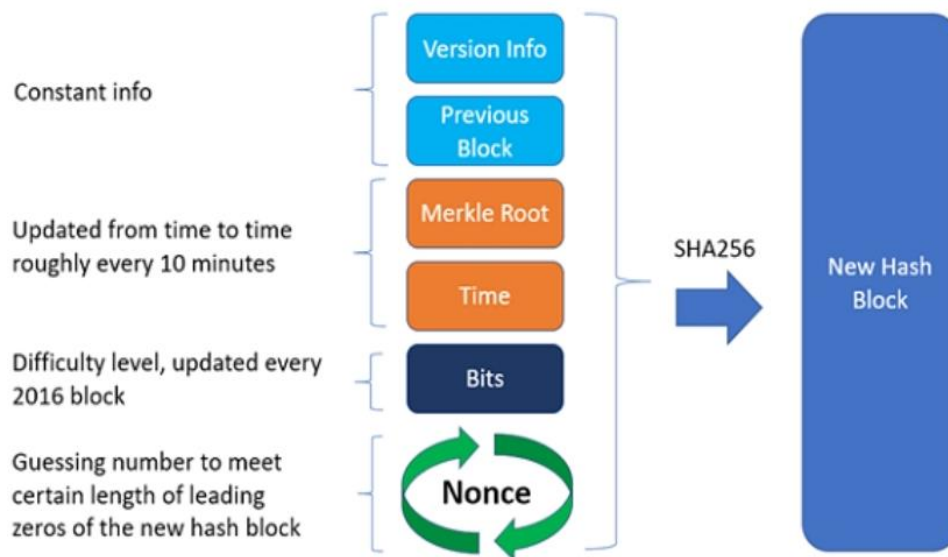 Constant info
Version Info
Previous
Block
Updated from time to time
roughly every 10 minutes
Merkle Root
Time
Difficulty level, updated every
2016 block
Bits
Guessing number to meet
certain length of leading
zeros of the new hash block
Nonce
SHA256
New Hash
Block